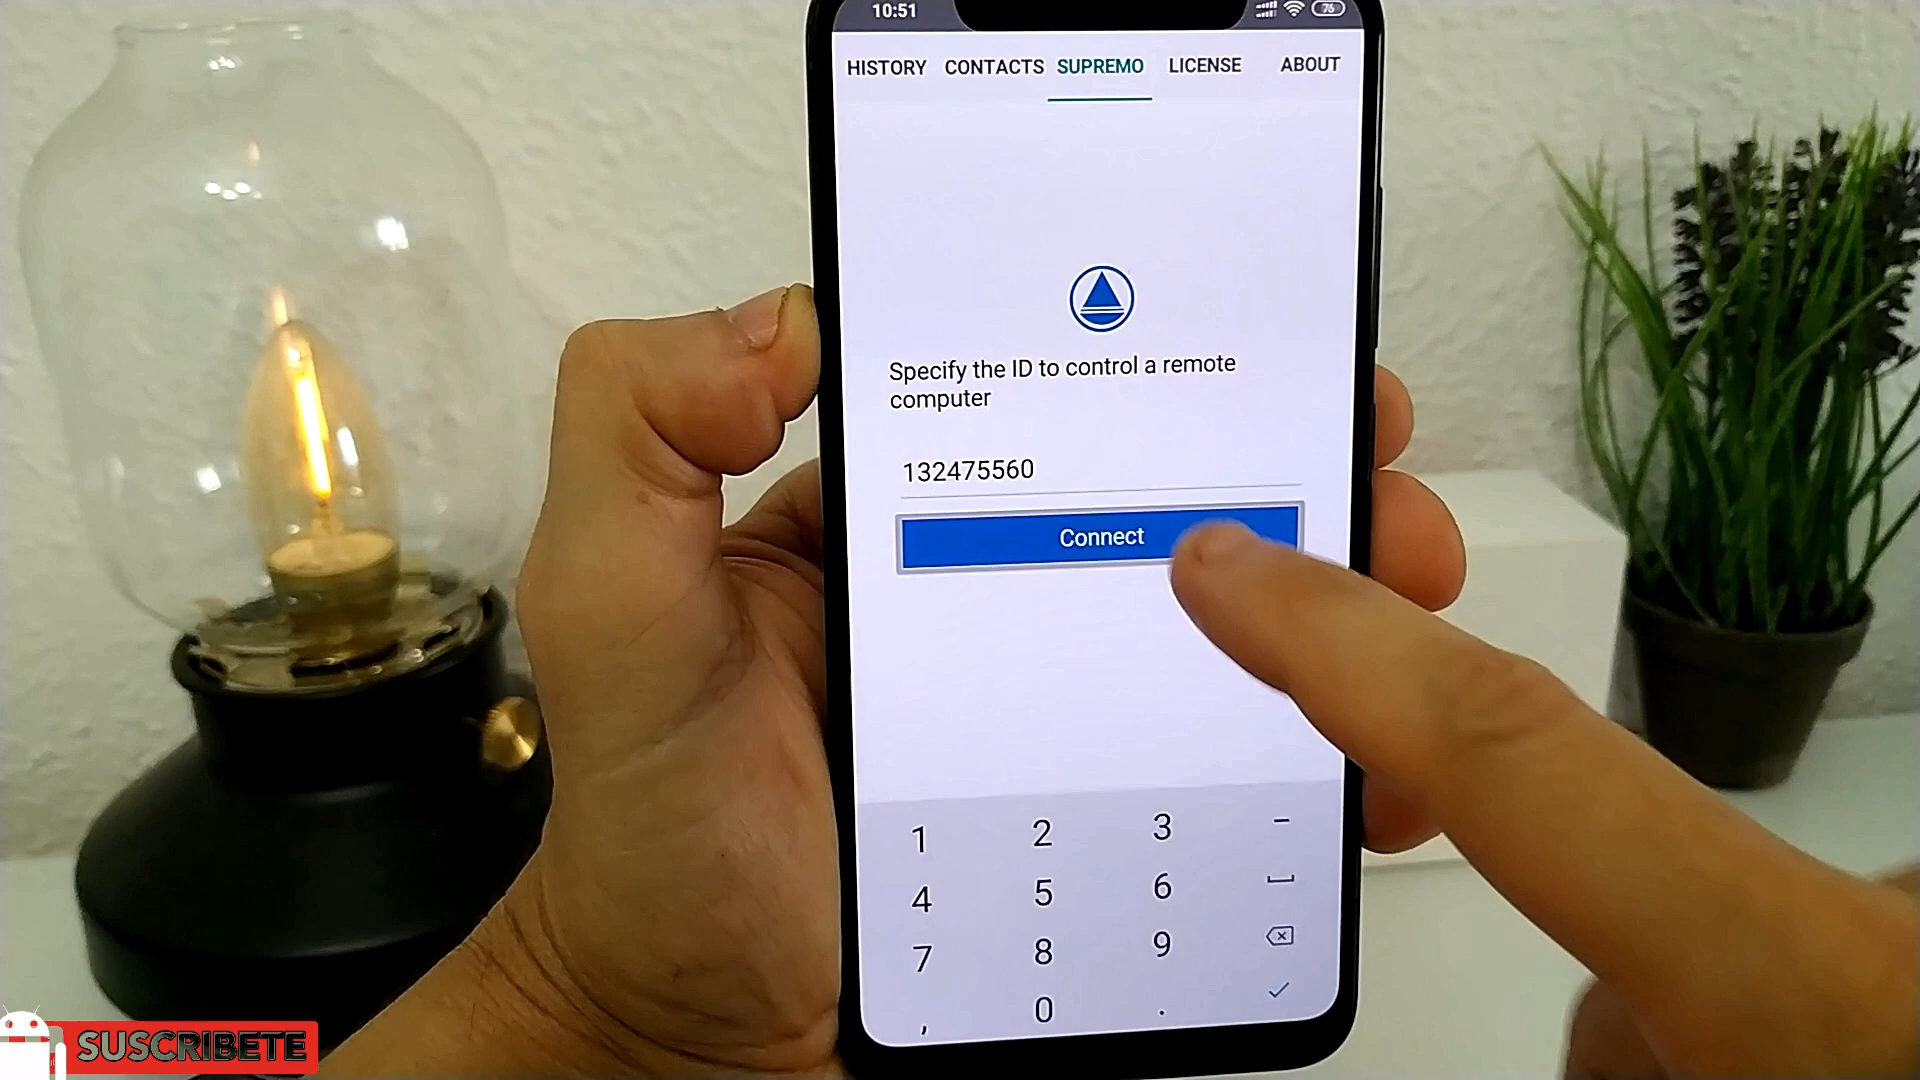 10:51
76
HISTORY CONTACTS SUPREMO LICENSE ABOUT
Specify the ID to control a remote
computer
132475560
Connect
1 2 3 -
4 5 6
7 8 9
, 0 .
SUSCRIBETE